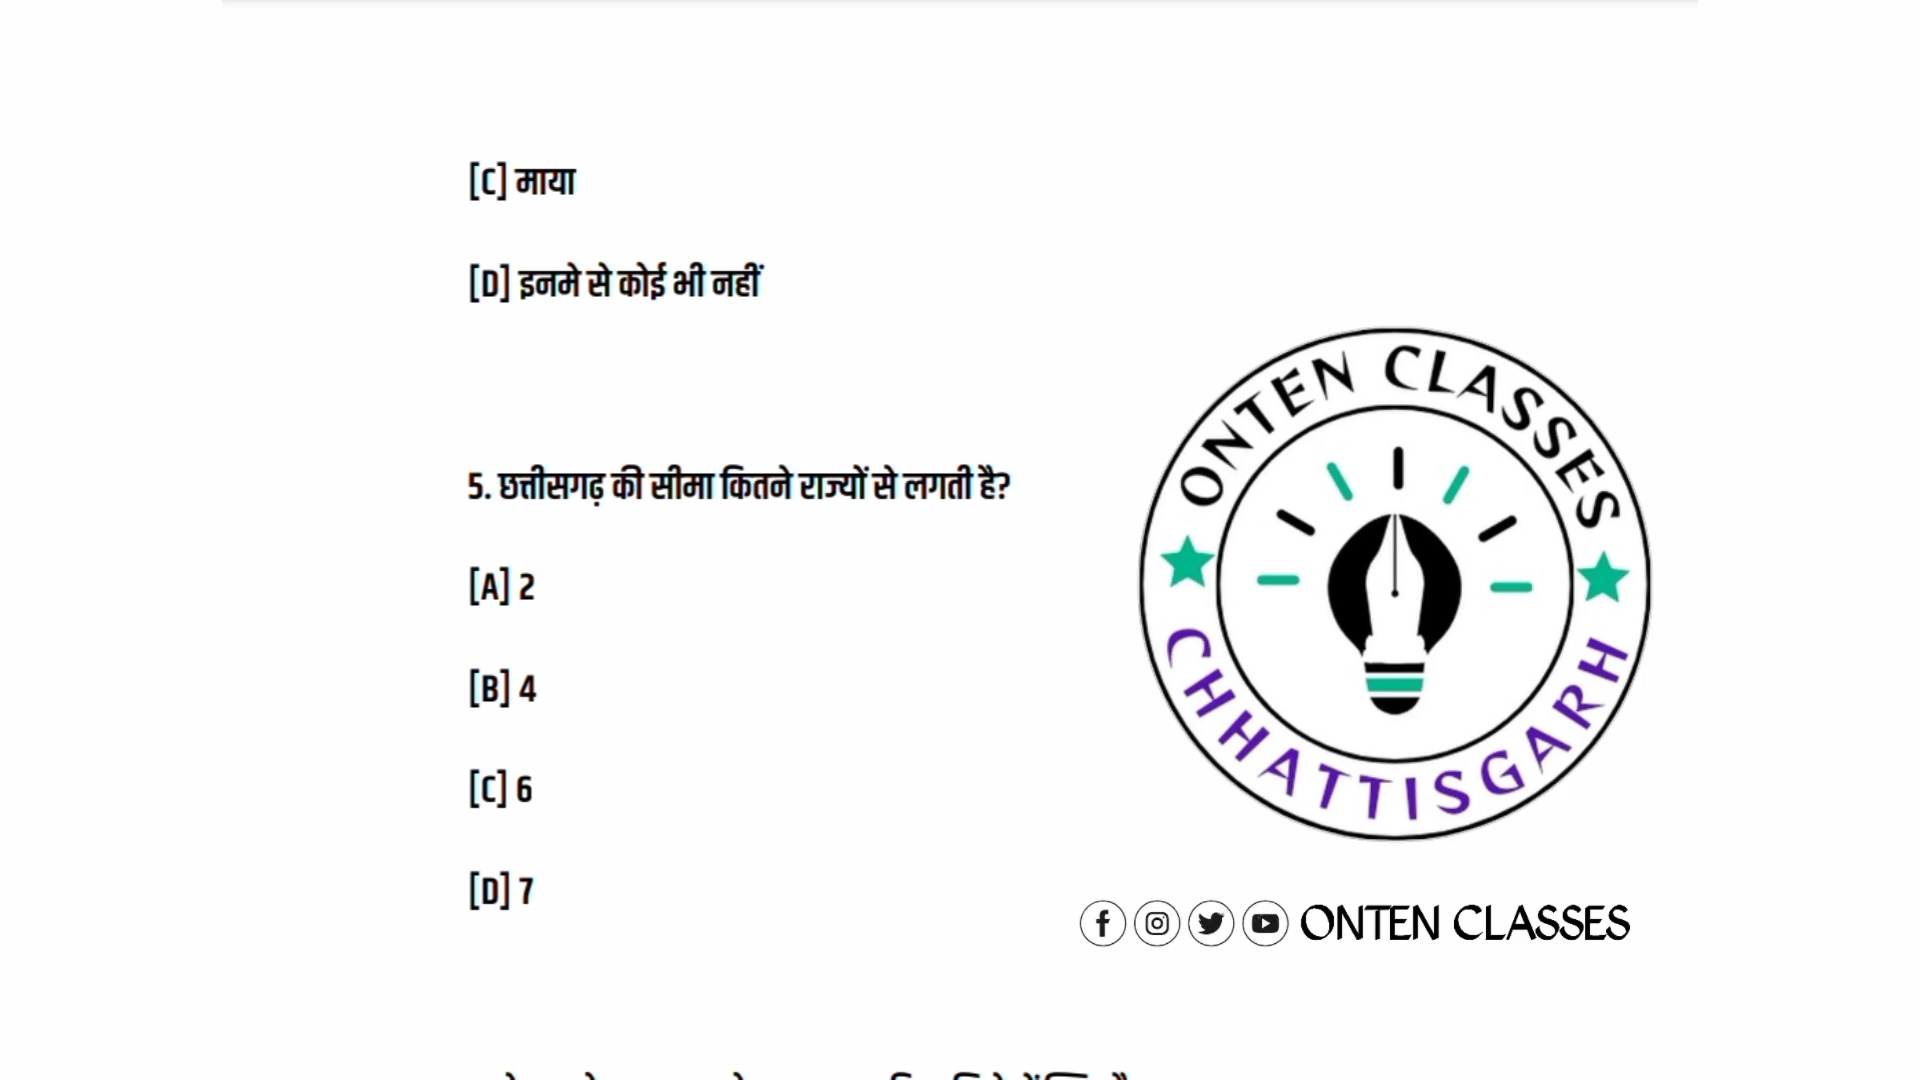 [C] माया
[D] इनमे से कोई भी नहीं
5. छत्तीसगढ़ की सीमा कितने राज्यों से लगती है?
[A] 2
[B] 4
[C] 6
[D] 7
ONTEN CLASSES
CHHATTISGARH
ONTEN CLASSES